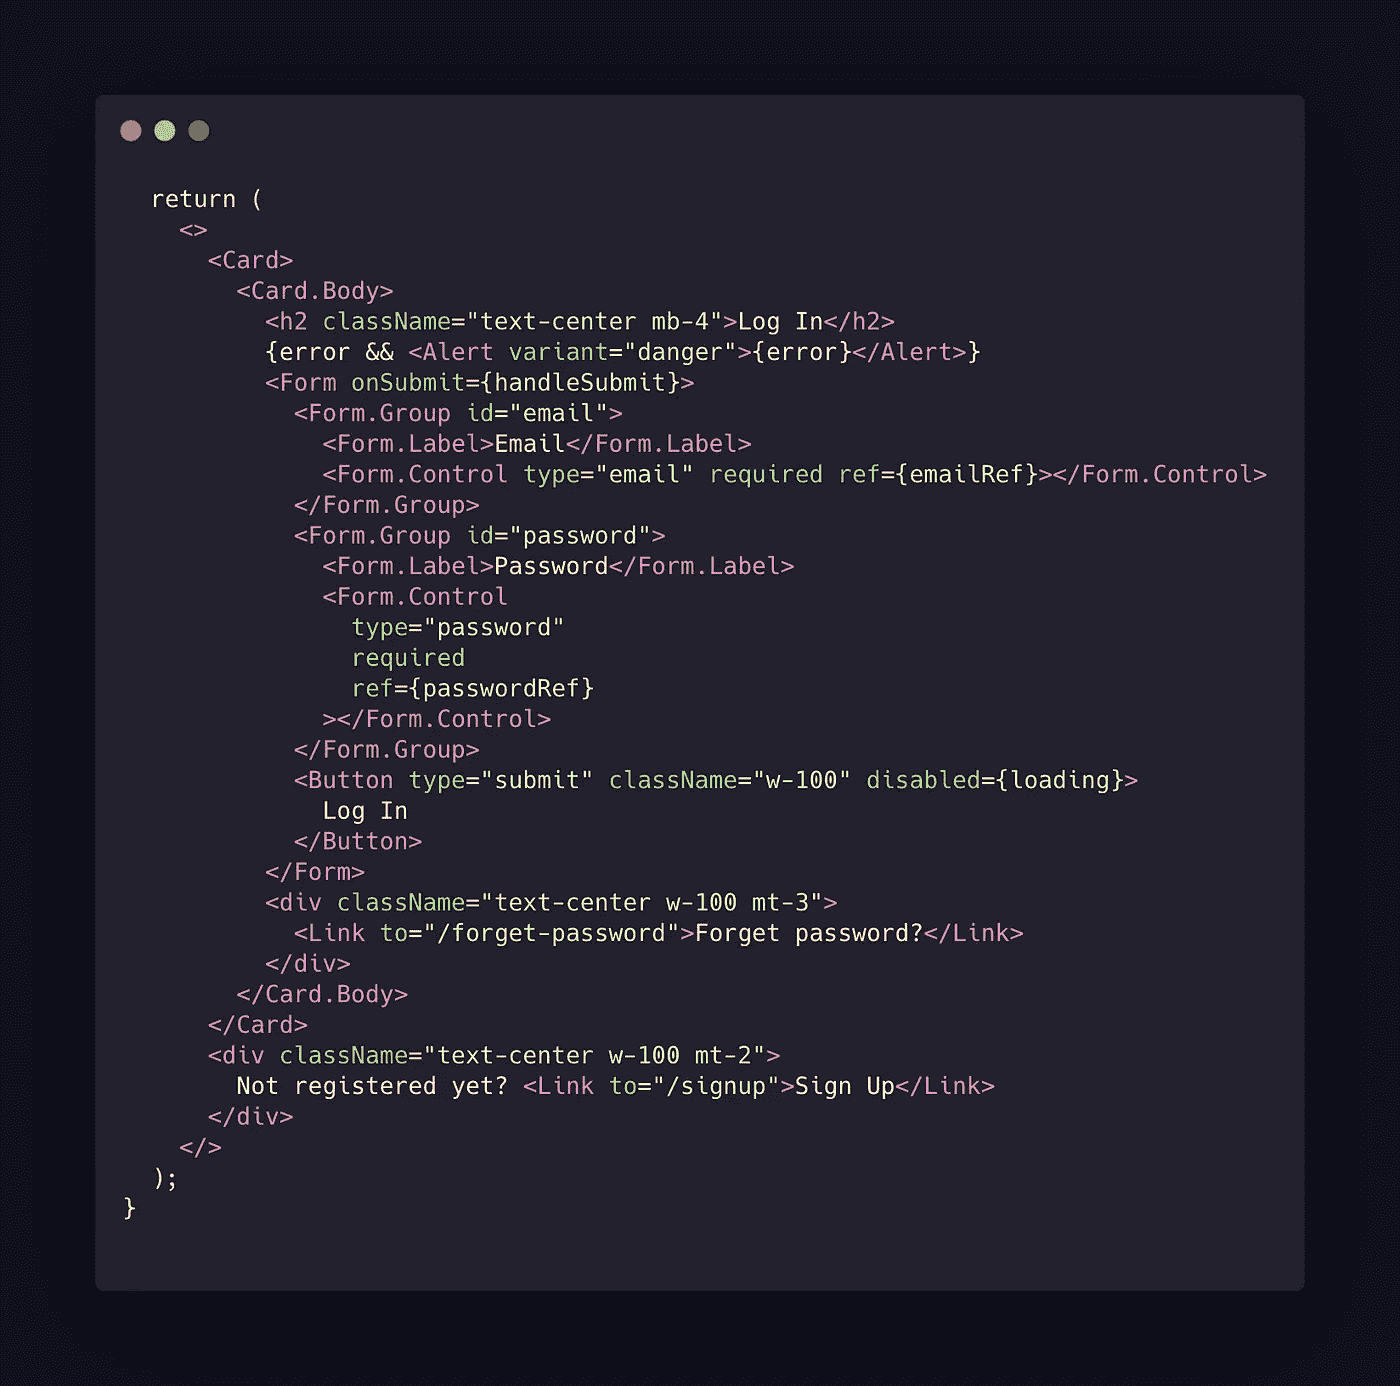 return (
<>
<Card>
<Card.Body>
<h2 className="text-center mb-4">Log In</h2>
{error && <Alert variant="danger">{error}</Alert>}
<Form onSubmit={handleSubmit}>
<Form.Group id="email">
<Form.Label>Email</Form.Label>
<Form.Control type="email" required ref={emailRef}></Form.Control>
</Form.Group>
<Form.Group id="password">
<Form.Label>Password</Form.Label>
<Form.Control
type="password"
required
ref={passwordRef}
></Form.Control>
</Form.Group>
<Button type="submit" className="w-100" disabled={loading}>
Log In
</Button>
</Form>
<div className="text-center w-100 mt-3">
<Link to="/forget-password">Forget password?</Link>
</div>
</Card.Body>
</Card>
<div className="text-center w-100 mt-2">
Not registered yet? <Link to="/signup">Sign Up</Link>
</div>
</>
);
}